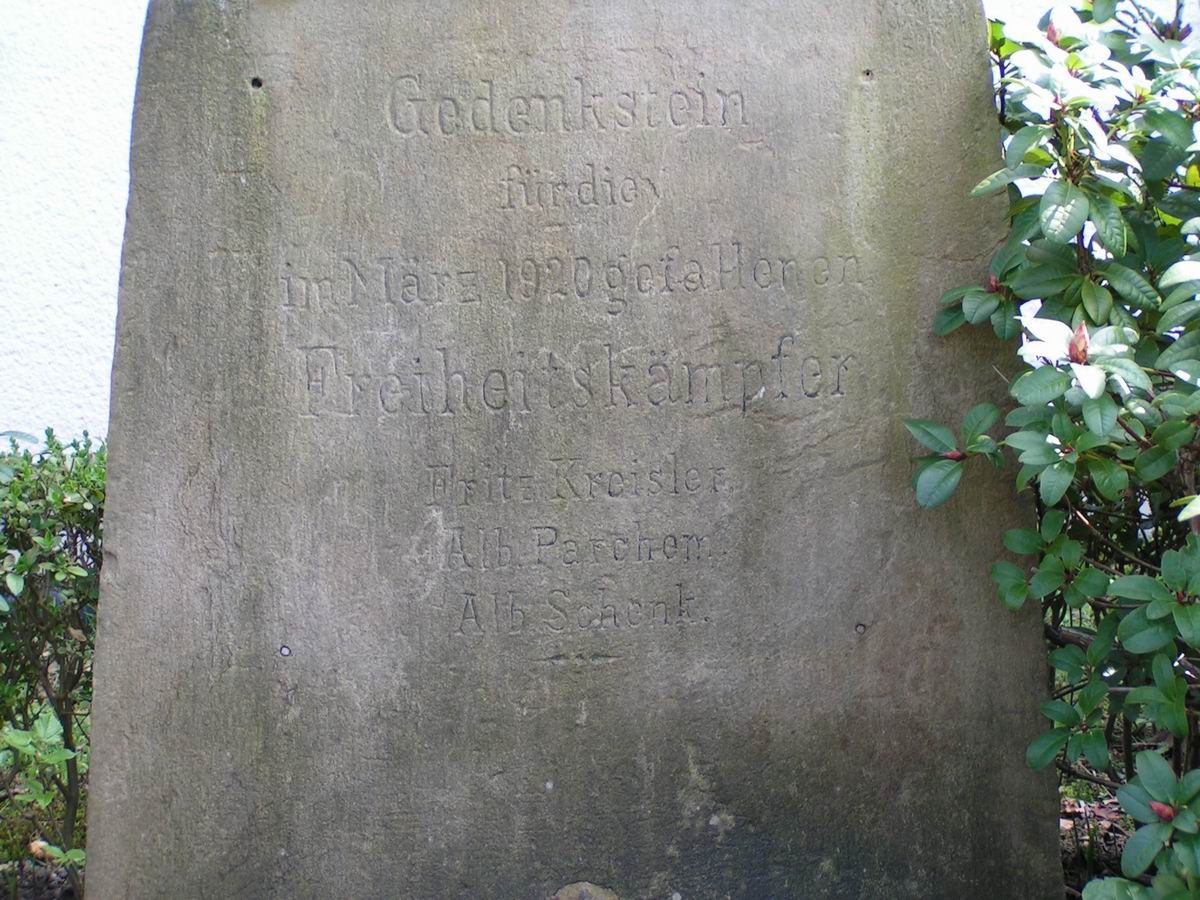 Gedenkstein
für die
im März 1920 gefallenen
Freiheitskämpfer
Fritz Kreisler,
Alb. Parchem.
Alb. Schenk.